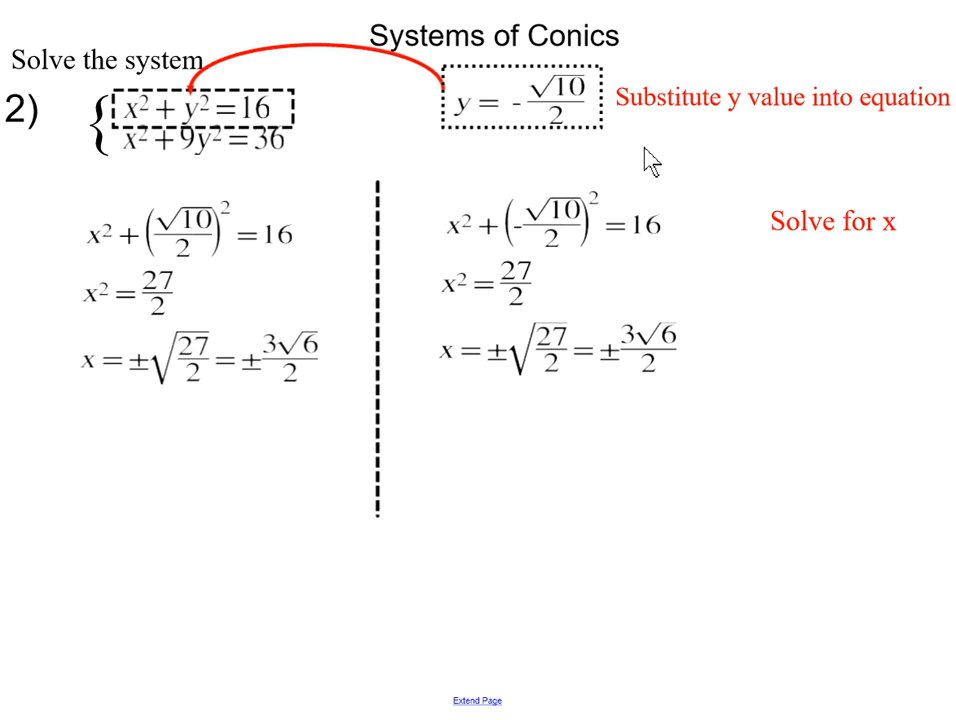 Systems of Conics
Solve the system
2) { x² + y² = 16
x² + 9y² = 36
y = -√10/2
Substitute y value into equation
x² + (√10/2)² = 16
x² = 27/2
x = ±√(27/2) = ±3√6/2
x² + (-√10/2)² = 16
x² = 27/2
x = ±√(27/2) = ±3√6/2
Solve for x
Extend Page